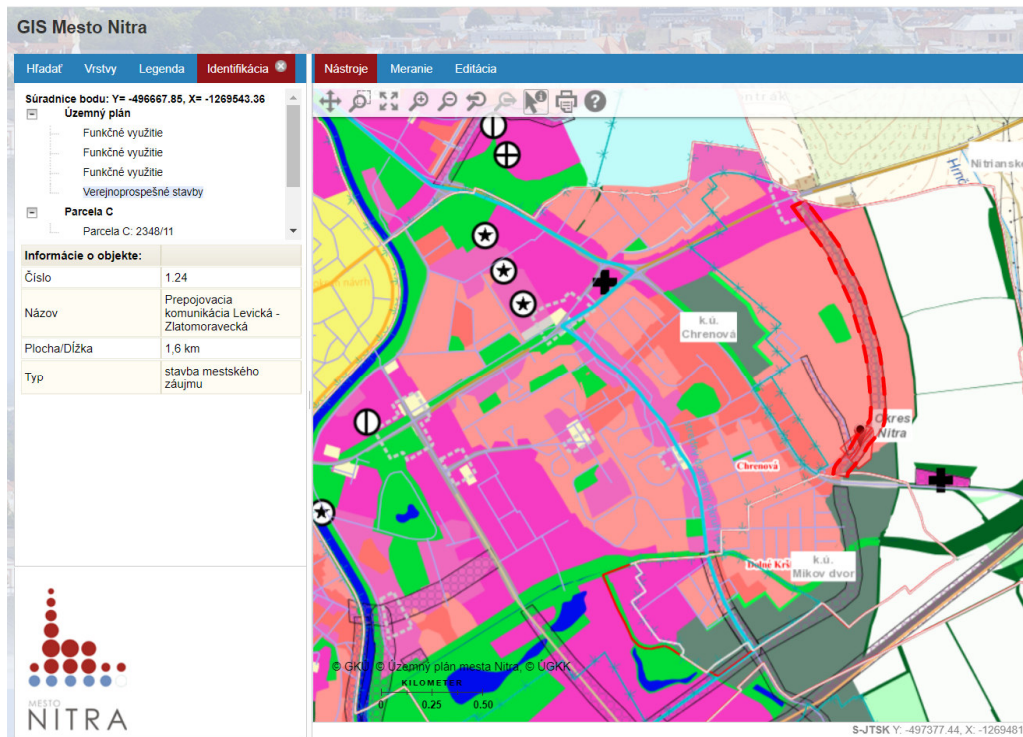 GIS Mesto Nitra
Hľadať Vrstvy Legenda Identifikácia
Nástroje Meranie Editácia
Súradnice bodu: Y= -496667.85, X= -1269543.36
Územný plán
Funkčné využitie
Funkčné využitie
Funkčné využitie
Verejnoprospešné stavby
Parcela C
Parcela C: 2348/11
Informácie o objekte:
Číslo 1.24
Názov Prepojovacia
komunikácia Levická -
Zlatomoravecká
Plocha/Dĺžka 1,6 km
Typ stavba mestského
záujmu
Nitriansk
k.ú.
Chrenová
Okres
Nitra
Chrenová
k.ú.
Mikov dvor
© GKÚ, © Územný plán mesta Nitra, © ÚGKK
KILOMETER
0 0.25 0.50
MESTO
NITRA
S-JTSK Y: -497377.44, X: -1269481